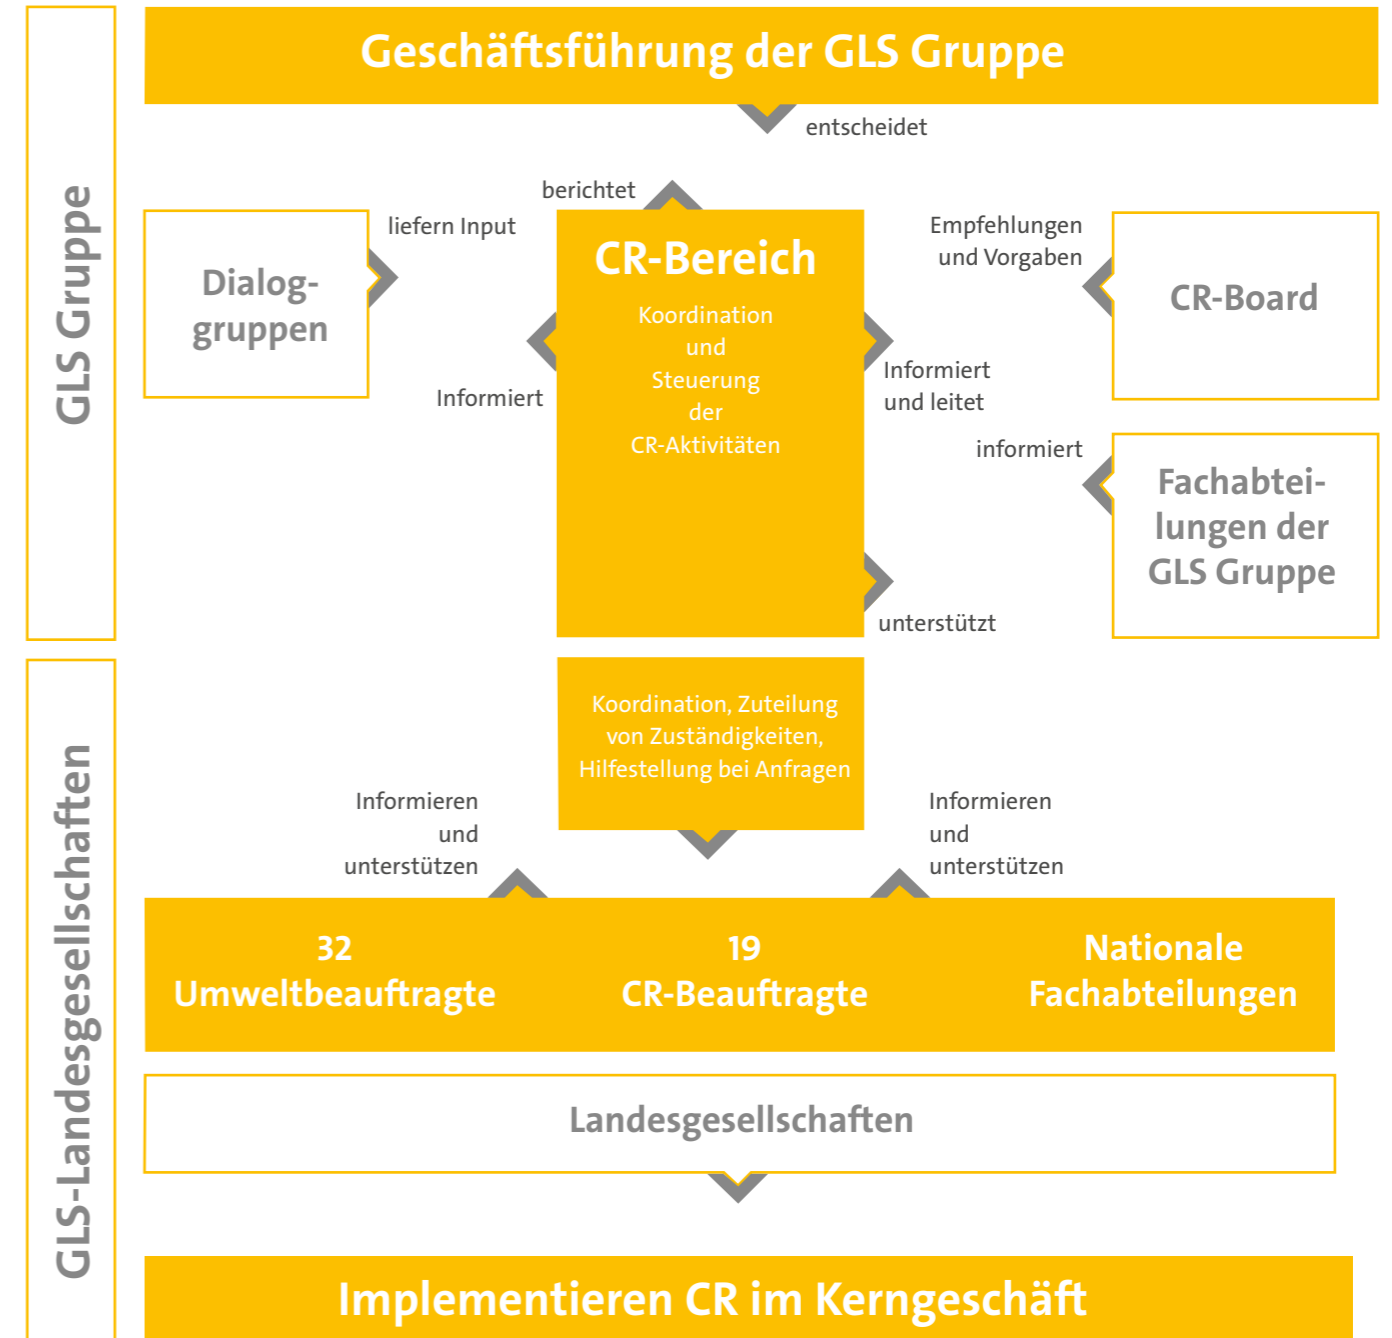 Geschäftsführung der GLS Gruppe
entscheidet
GLS Gruppe
berichtet
liefern Input
Dialog-
gruppen
Informiert
CR-Bereich
Koordination
und
Steuerung
der
CR-Aktivitäten
Empfehlungen
und Vorgaben
CR-Board
Informiert
und leitet
informiert
Fachabtei-
lungen der
GLS Gruppe
unterstützt
GLS-Landesgesellschaften
Koordination, Zuteilung
von Zuständigkeiten,
Hilfestellung bei Anfragen
Informieren
und
unterstützen
Informieren
und
unterstützen
32
Umweltbeauftragte
19
CR-Beauftragte
Nationale
Fachabteilungen
Landesgesellschaften
Implementieren CR im Kerngeschäft